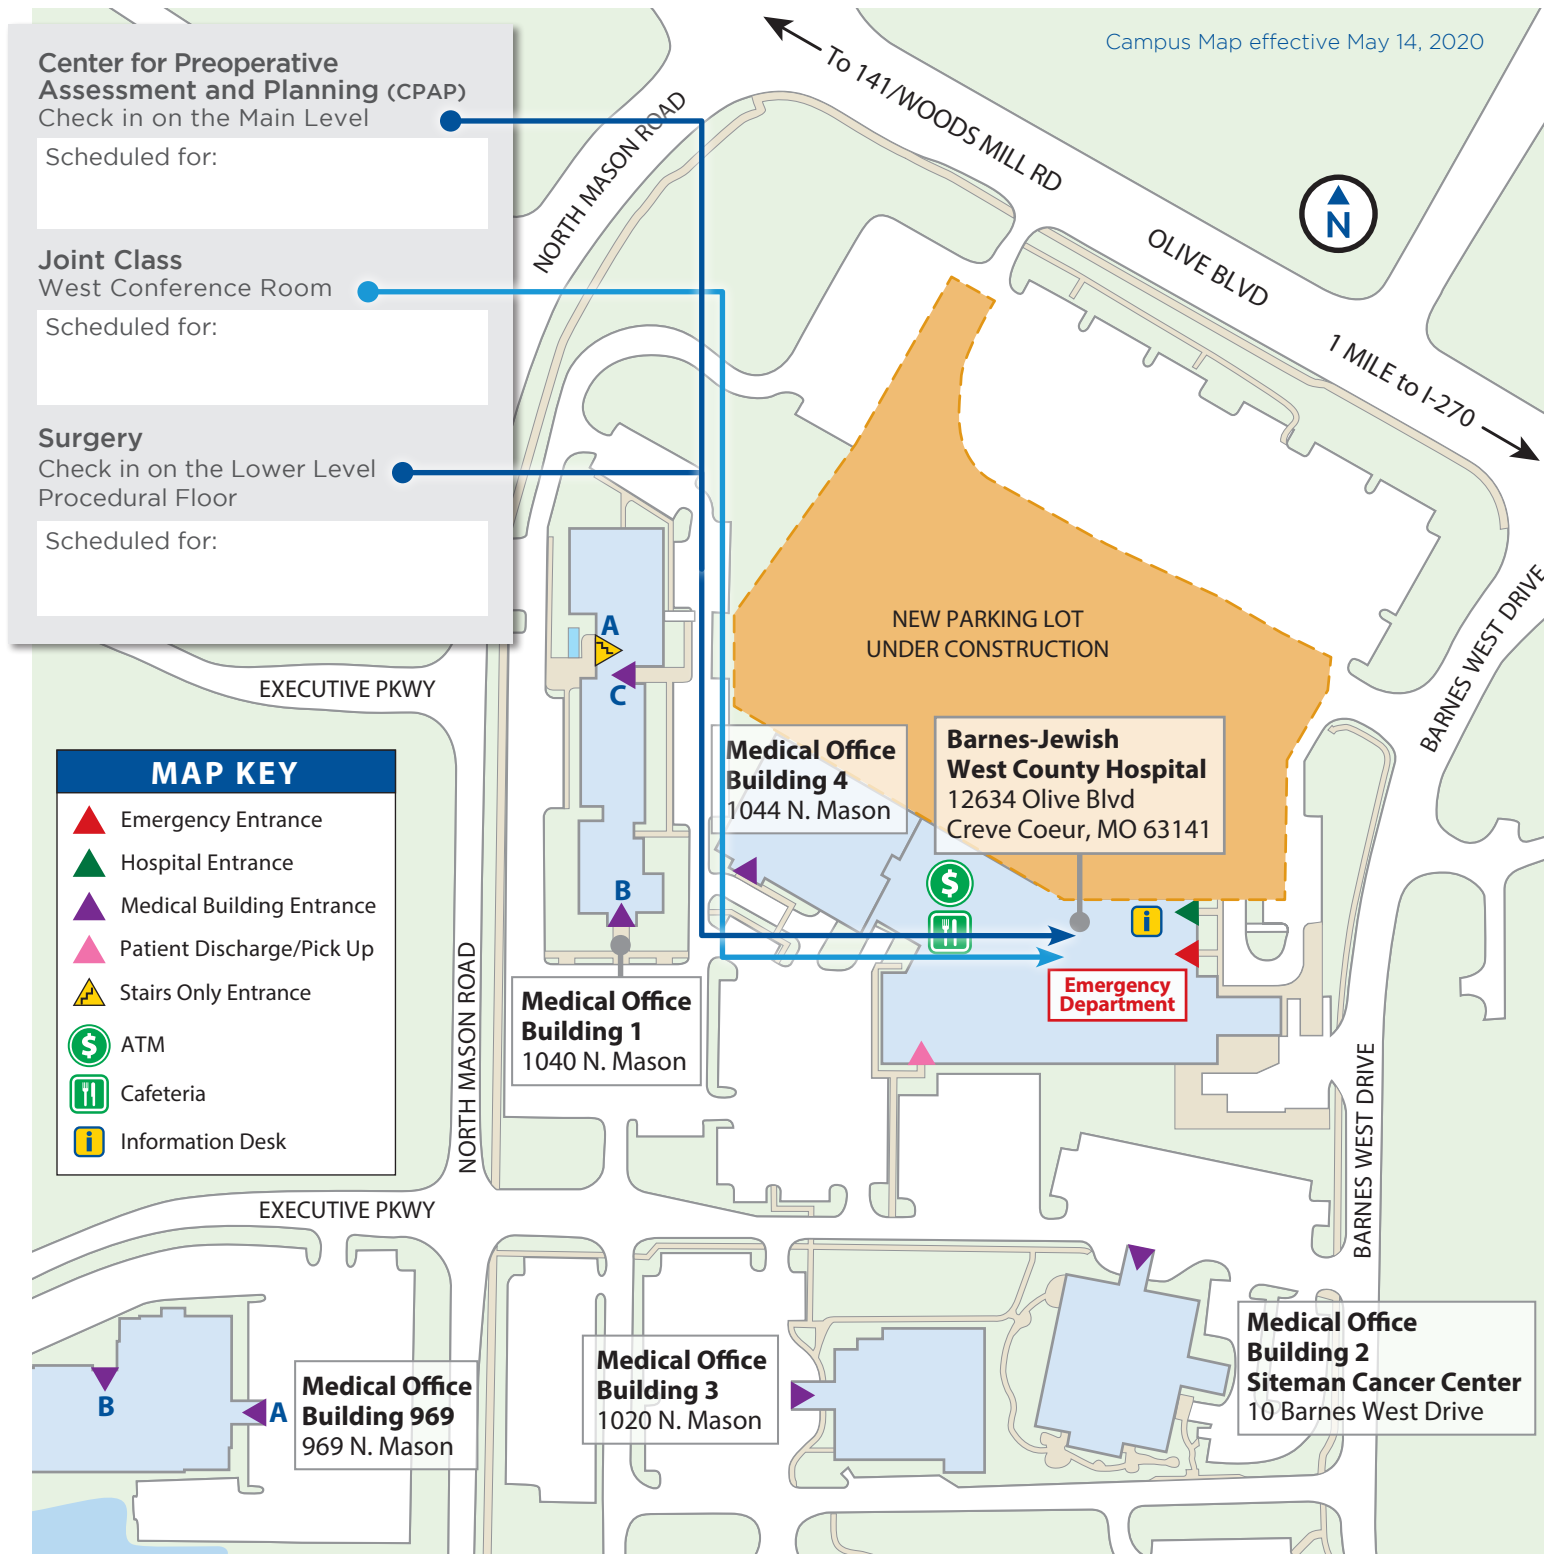 Campus Map effective May 14, 2020
Center for Preoperative
Assessment and Planning (CPAP)
Check in on the Main Level
Scheduled for:
Joint Class
West Conference Room
Scheduled for:
Surgery
Check in on the Lower Level
Procedural Floor
Scheduled for:
To 141/WOODS MILL RD
NORTH MASON ROAD
N
OLIVE BLVD
1 MILE to I-270
BARNES WEST DRIVE
NEW PARKING LOT
UNDER CONSTRUCTION
A
C
B
EXECUTIVE PKWY
Medical Office
Building 4
1044 N. Mason
Barnes-Jewish
West County Hospital
12634 Olive Blvd
Creve Coeur, MO 63141
MAP KEY
Emergency Entrance
Hospital Entrance
Medical Building Entrance
Patient Discharge/Pick Up
Stairs Only Entrance
$ ATM
Cafeteria
i Information Desk
$
i
Emergency
Department
Medical Office
Building 1
1040 N. Mason
NORTH MASON ROAD
BARNES WEST DRIVE
EXECUTIVE PKWY
B
A
Medical Office
Building 969
969 N. Mason
Medical Office
Building 3
1020 N. Mason
Medical Office
Building 2
Siteman Cancer Center
10 Barnes West Drive